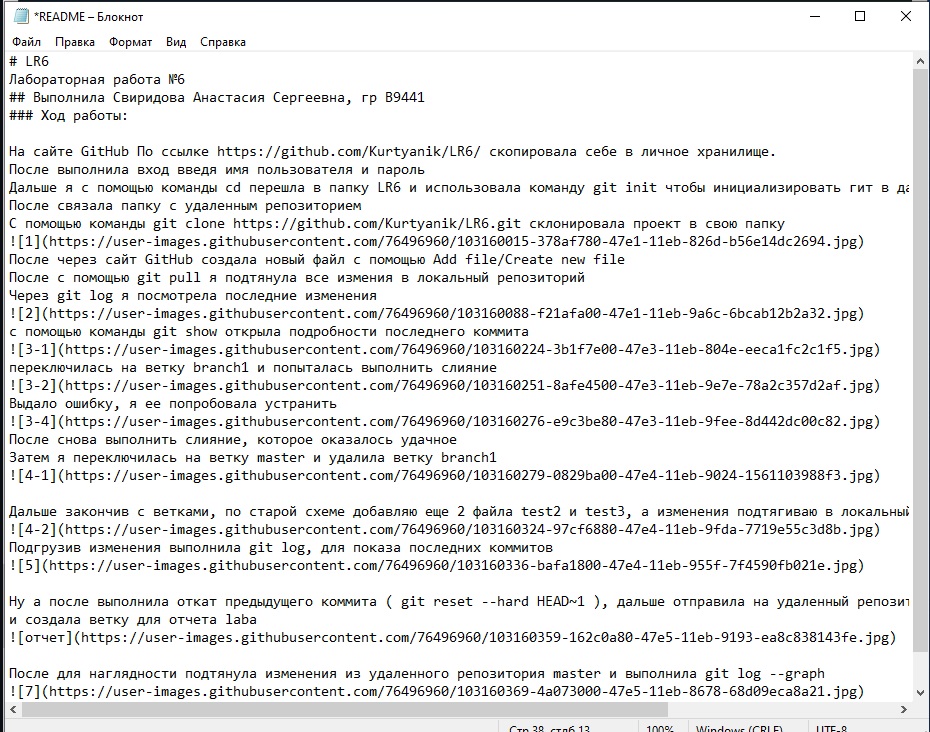 *README – Блокнот
Файл Правка Формат Вид Справка
# LR6
Лабораторная работа №6
## Выполнила Свиридова Анастасия Сергеевна, гр В9441
### Ход работы:
На сайте GitHub По ссылке https://github.com/Kurtyanik/LR6/ скопировала себе в личное хранилище.
После выполнила вход введя имя пользователя и пароль
Дальше я с помощью команды cd перешла в папку LR6 и использовала команду git init чтобы инициализировать гит в да
После связала папку с удаленным репозиторием
С помощью команды git clone https://github.com/Kurtyanik/LR6.git склонировала проект в свою папку
![1](https://user-images.githubusercontent.com/76496960/103160015-378af780-47e1-11eb-826d-b56e14dc2694.jpg)
После через сайт GitHub создала новый файл с помощью Add file/Create new file
После с помощью git pull я подтянула все измения в локальный репозиторий
Через git log я посмотрела последние изменения
![2](https://user-images.githubusercontent.com/76496960/103160088-f21afa00-47e1-11eb-9a6c-6bcab12b2a32.jpg)
с помощью команды git show открыла подробности последнего коммита
![3-1](https://user-images.githubusercontent.com/76496960/103160224-3b1f7e00-47e3-11eb-804e-eeca1fc2c1f5.jpg)
переключилась на ветку branch1 и попыталась выполнить слияние
![3-2](https://user-images.githubusercontent.com/76496960/103160251-8afe4500-47e3-11eb-9e7e-78a2c357d2af.jpg)
Выдало ошибку, я ее попробовала устранить
![3-4](https://user-images.githubusercontent.com/76496960/103160276-e9c3be80-47e3-11eb-9fee-8d442dc00c82.jpg)
После снова выполнить слияние, которое оказалось удачное
Затем я переключилась на ветку master и удалила ветку branch1
![4-1](https://user-images.githubusercontent.com/76496960/103160279-0829ba00-47e4-11eb-9024-1561103988f3.jpg)
Дальше закончив с ветками, по старой схеме добавляю еще 2 файла test2 и test3, а изменения подтягиваю в локальный
![4-2](https://user-images.githubusercontent.com/76496960/103160324-97cf6880-47e4-11eb-9fda-7719e55c3d8b.jpg)
Подгрузив изменения выполнила git log, для показа последних коммитов
![5](https://user-images.githubusercontent.com/76496960/103160336-bafa1800-47e4-11eb-955f-7f4590fb021e.jpg)
Ну а после выполнила откат предыдущего коммита ( git reset --hard HEAD~1 ), дальше отправила на удаленный репозит
и создала ветку для отчета laba
![отчет](https://user-images.githubusercontent.com/76496960/103160359-162c0a80-47e5-11eb-9193-ea8c838143fe.jpg)
После для наглядности подтянула изменения из удаленного репозитория master и выполнила git log --graph
![7](https://user-images.githubusercontent.com/76496960/103160369-4a073000-47e5-11eb-8678-68d09eca8a21.jpg)
Стр 38, стлб 13 100% Windows (CRLF) UTF-8